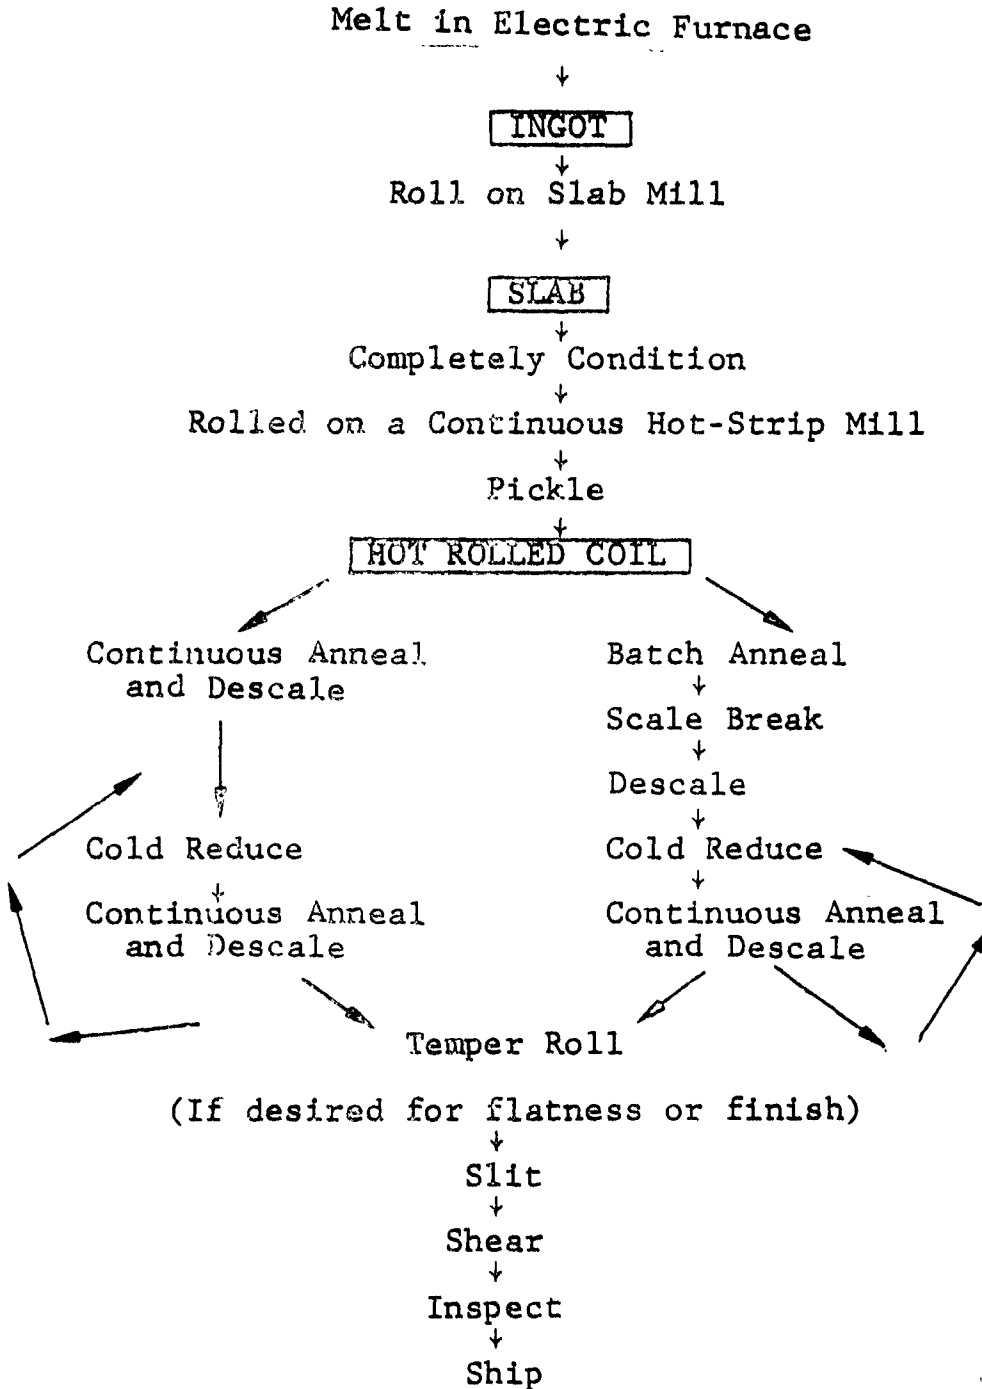 Melt in Electric Furnace
INGOT
Roll on Slab Mill
SLAB
Completely Condition
Rolled on a Continuous Hot-Strip Mill
Pickle
HOT ROLLED COIL
Continuous Anneal
and Descale
Cold Reduce
Continuous Anneal
and Descale
Batch Anneal
Scale Break
Descale
Cold Reduce
Continuous Anneal
and Descale
Temper Roll
(If desired for flatness or finish)
Slit
Shear
Inspect
Ship